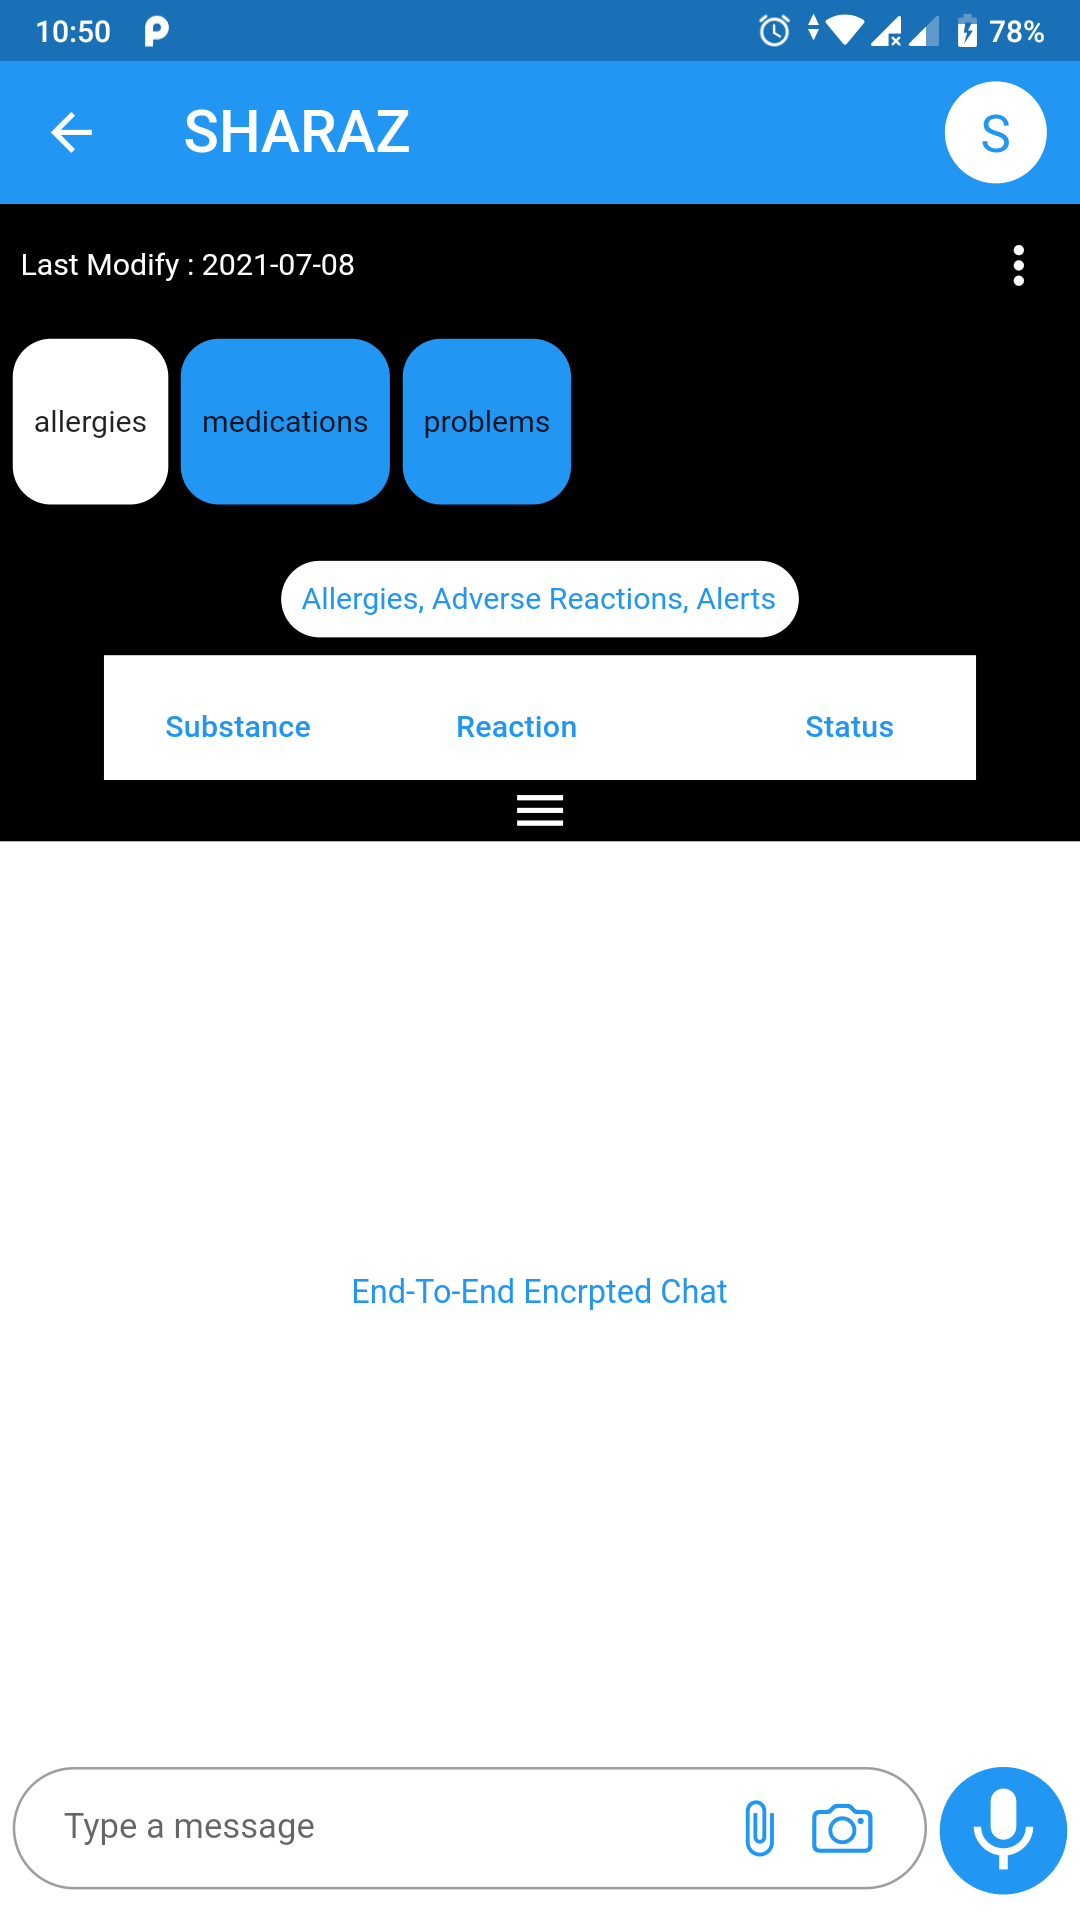 10:50 78%
SHARAZ S
Last Modify : 2021-07-08
allergies medications problems
Allergies, Adverse Reactions, Alerts
Substance Reaction Status
End-To-End Encrpted Chat
Type a message